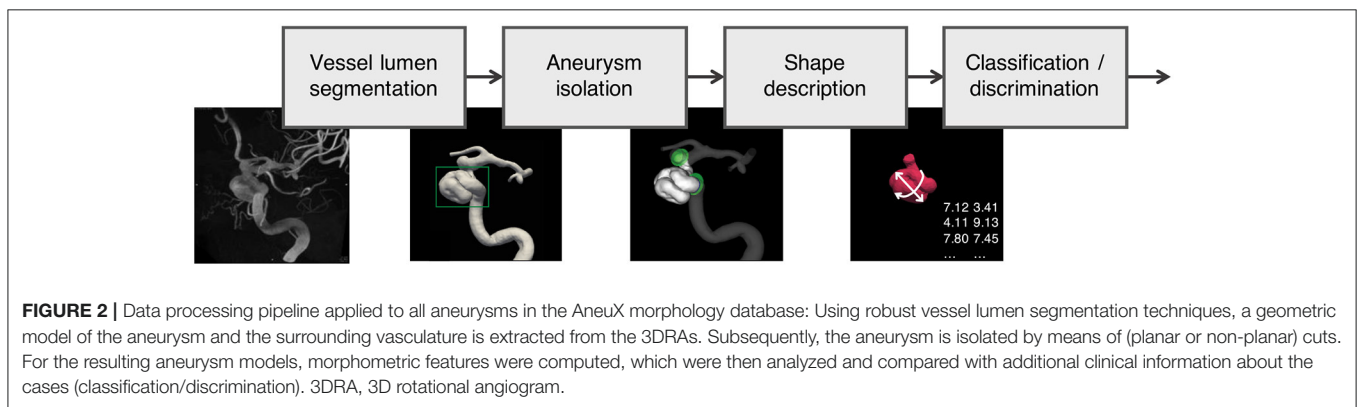 Vessel lumen
segmentation
Aneurysm
isolation
Shape
description
Classification /
discrimination
7.12 3.41
4.11 9.13
7.80 7.45
... ...
FIGURE 2 | Data processing pipeline applied to all aneurysms in the AneuX morphology database: Using robust vessel lumen segmentation techniques, a geometric
model of the aneurysm and the surrounding vasculature is extracted from the 3DRAs. Subsequently, the aneurysm is isolated by means of (planar or non-planar) cuts.
For the resulting aneurysm models, morphometric features were computed, which were then analyzed and compared with additional clinical information about the
cases (classification/discrimination). 3DRA, 3D rotational angiogram.